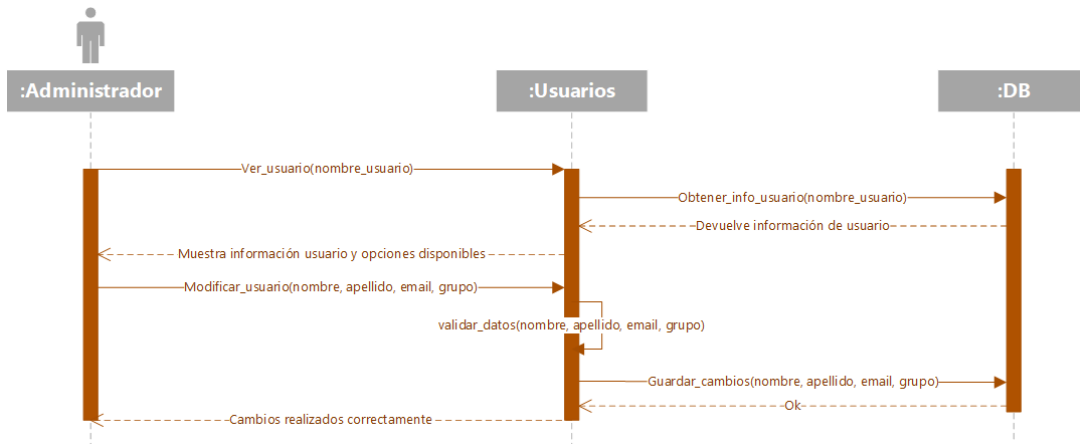 :Administrador
:Usuarios
:DB
Ver_usuario(nombre_usuario)
Obtener_info_usuario(nombre_usuario)
Devuelve información de usuario
Muestra información usuario y opciones disponibles
Modificar_usuario(nombre, apellido, email, grupo)
validar_datos(nombre, apellido, email, grupo)
Guardar_cambios(nombre, apellido, email, grupo)
Ok
Cambios realizados correctamente